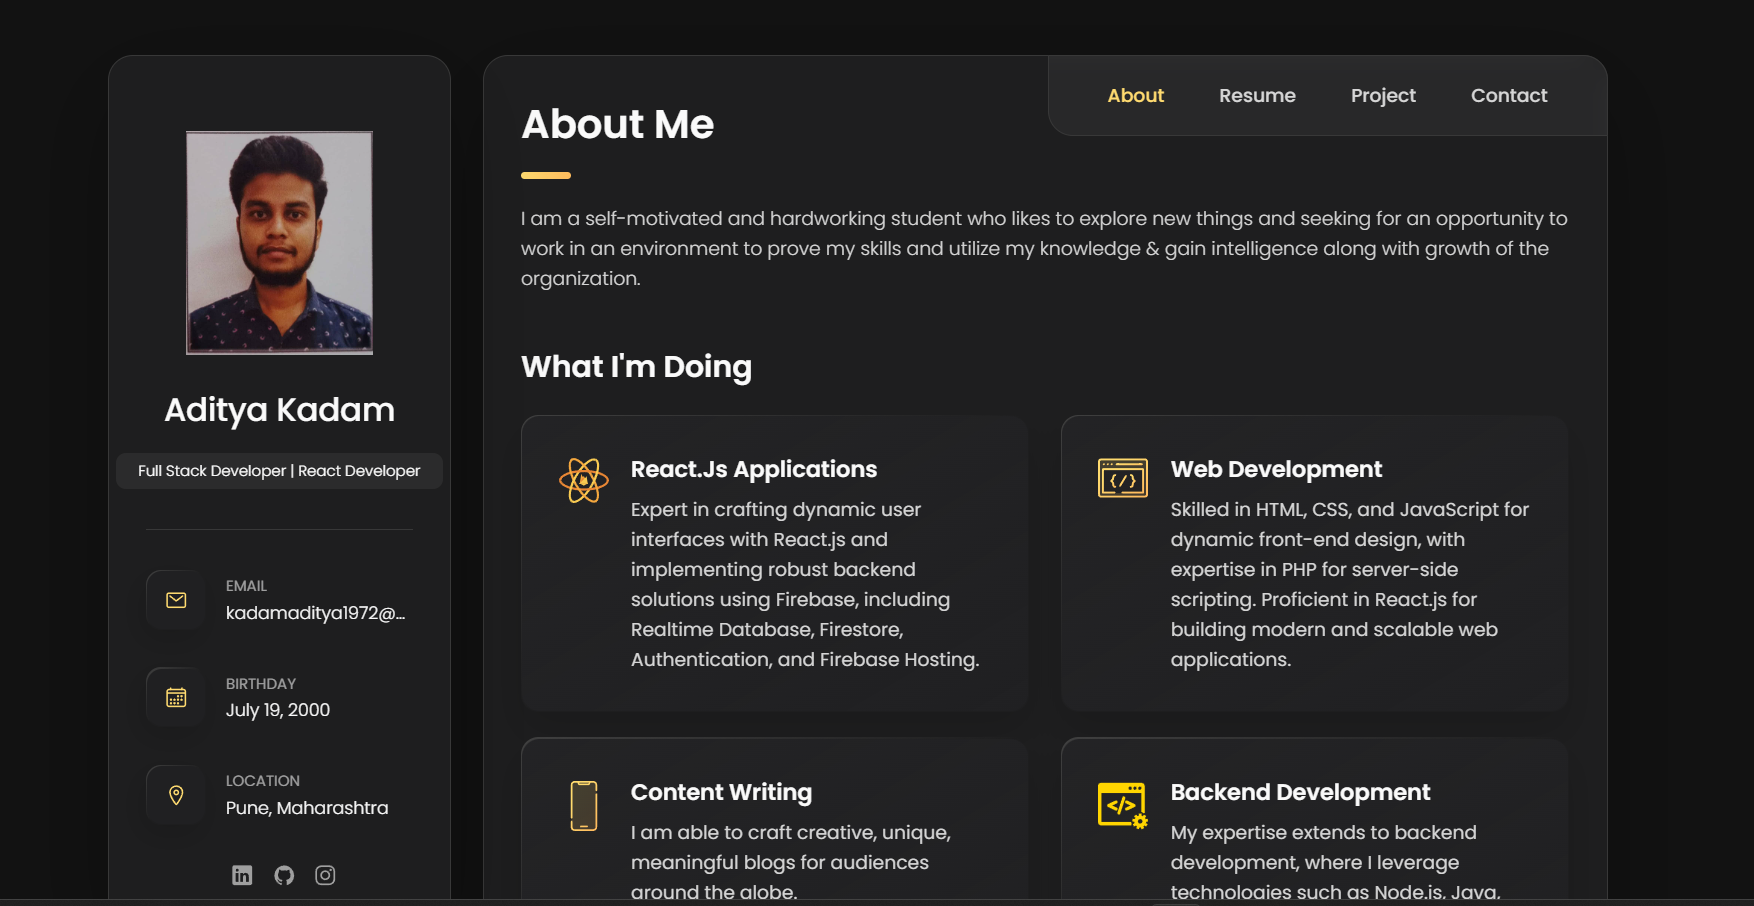 Aditya Kadam
Full Stack Developer | React Developer
EMAIL
kadamaditya1972@...
BIRTHDAY
July 19, 2000
LOCATION
Pune, Maharashtra
About
Resume
Project
Contact
About Me
I am a self-motivated and hardworking student who likes to explore new things and seeking for an opportunity to
work in an environment to prove my skills and utilize my knowledge & gain intelligence along with growth of the
organization.
What I'm Doing
React.Js Applications
Expert in crafting dynamic user
interfaces with React.js and
implementing robust backend
solutions using Firebase, including
Realtime Database, Firestore,
Authentication, and Firebase Hosting.
Web Development
Skilled in HTML, CSS, and JavaScript for
dynamic front-end design, with
expertise in PHP for server-side
scripting. Proficient in React.js for
building modern and scalable web
applications.
Content Writing
I am able to craft creative, unique,
meaningful blogs for audiences
around the globe.
Backend Development
My expertise extends to backend
development, where I leverage
technologies such as Node.js, Java,